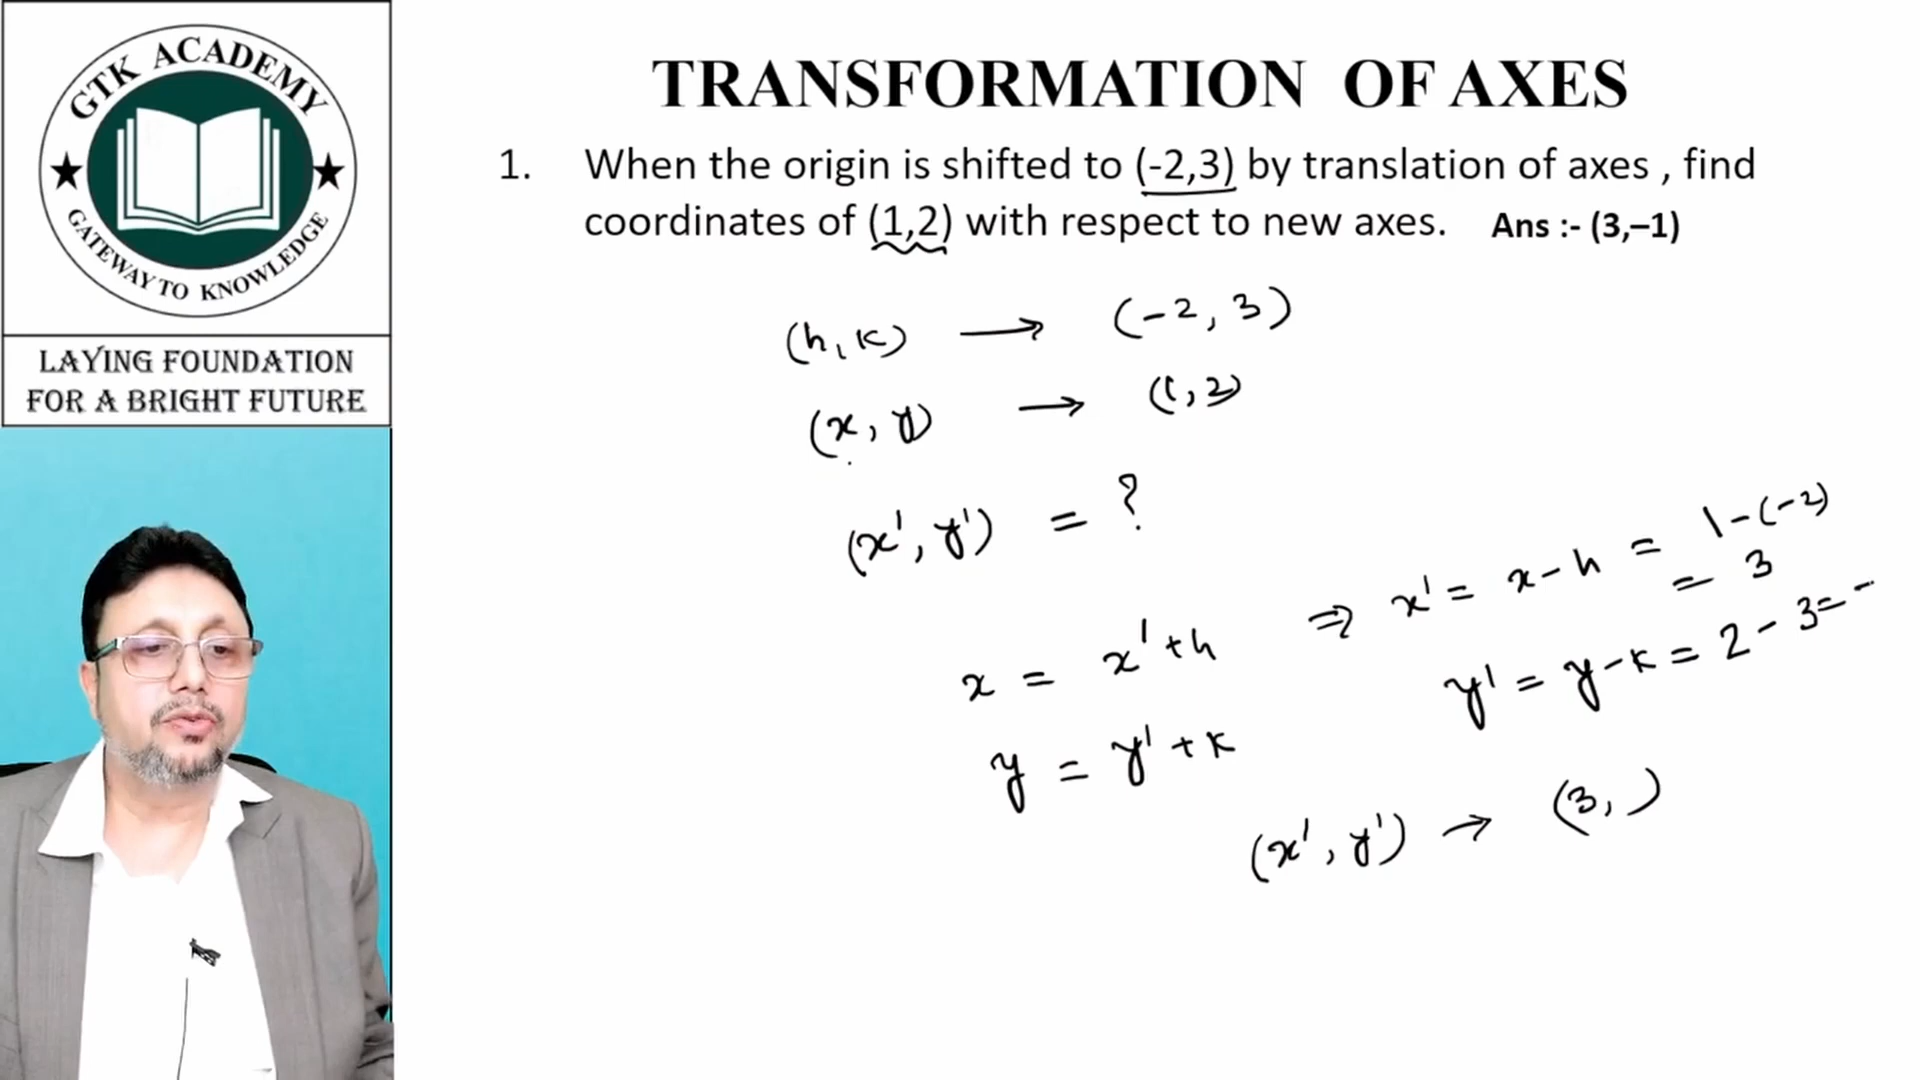 GTK ACADEMY
GATEWAY TO KNOWLEDGE
LAYING FOUNDATION
FOR A BRIGHT FUTURE
TRANSFORMATION OF AXES
1. When the origin is shifted to (-2,3) by translation of axes , find
coordinates of (1,2) with respect to new axes. Ans :- (3,–1)
(h, k) → (-2, 3)
(x, y) → (1, 2)
(x', y') = ?
x = x' + h ⇒ x' = x - h = 1 - (-2)
= 3
y = y' + k
y' = y - k = 2 - 3 = -
(x', y') → (3, )